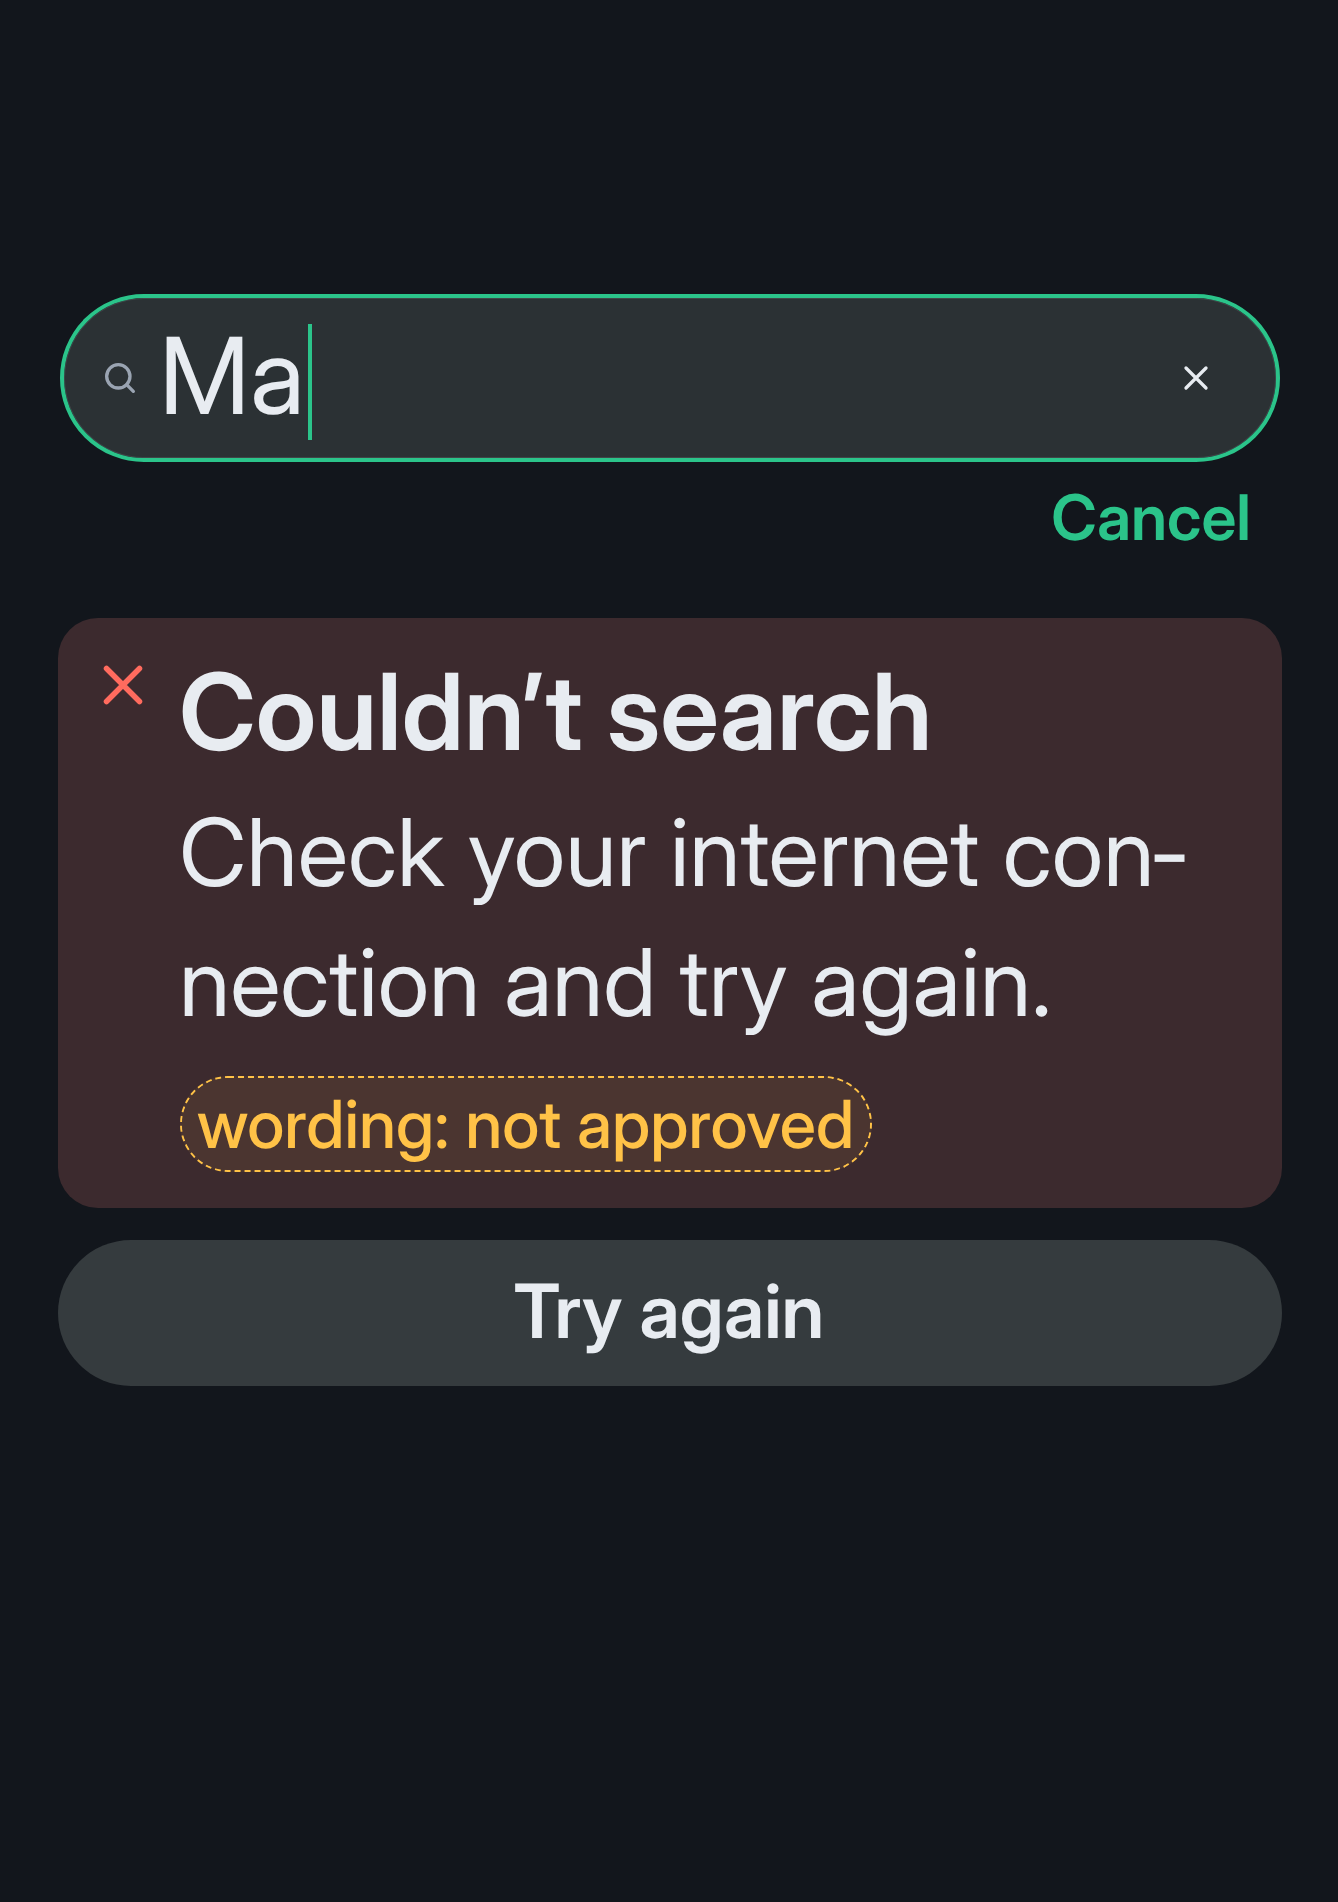 Ma
Cancel
Couldn’t search
Check your internet con-
nection and try again.
wording: not approved
Try again